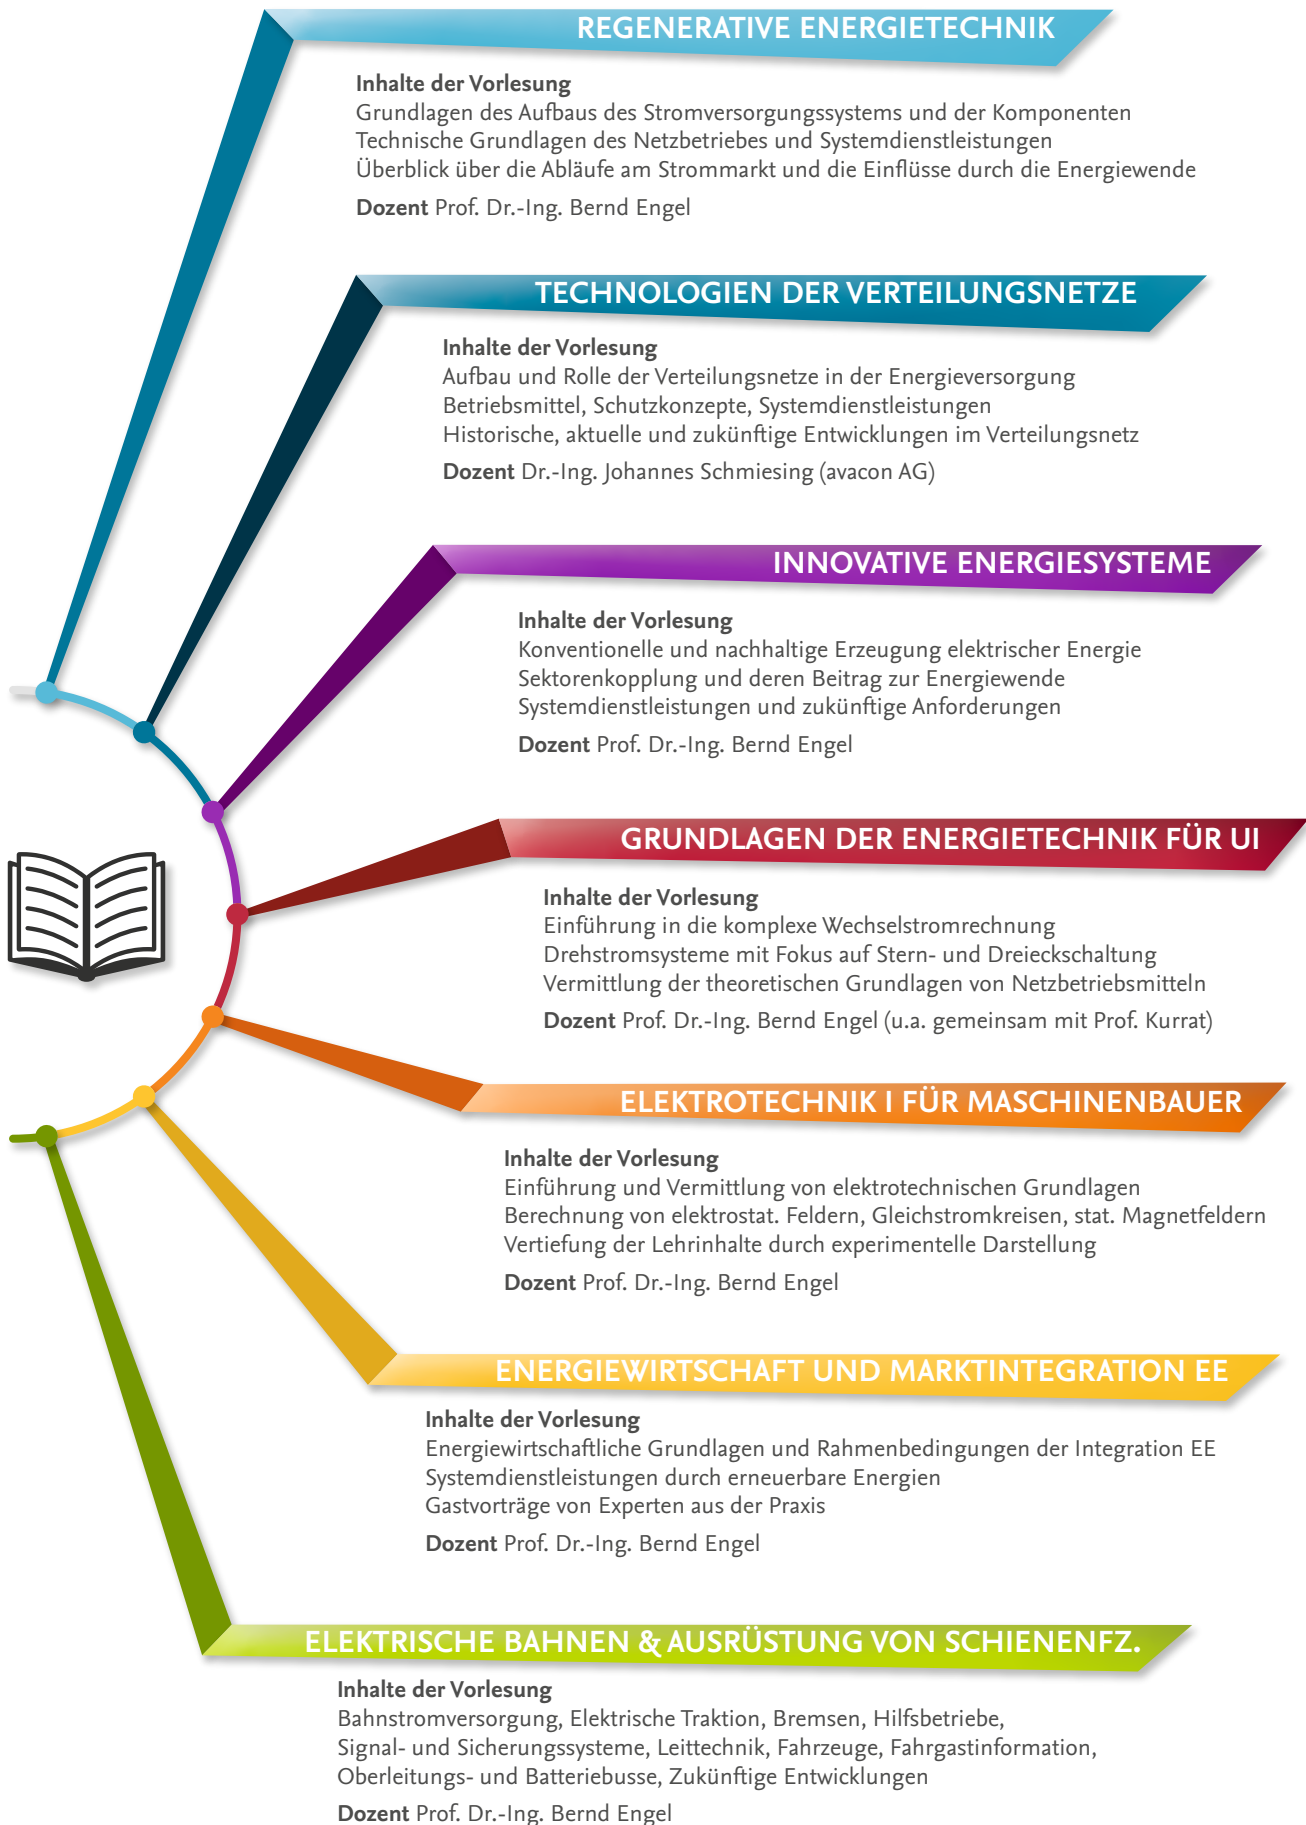 REGENERATIVE ENERGIETECHNIK
Inhalte der Vorlesung
Grundlagen des Aufbaus des Stromversorgungssystems und der Komponenten
Technische Grundlagen des Netzbetriebes und Systemdienstleistungen
Überblick über die Abläufe am Strommarkt und die Einflüsse durch die Energiewende
Dozent Prof. Dr.-Ing. Bernd Engel
TECHNOLOGIEN DER VERTEILUNGSNETZE
Inhalte der Vorlesung
Aufbau und Rolle der Verteilungsnetze in der Energieversorgung
Betriebsmittel, Schutzkonzepte, Systemdienstleistungen
Historische, aktuelle und zukünftige Entwicklungen im Verteilungsnetz
Dozent Dr.-Ing. Johannes Schmiesing (avacon AG)
INNOVATIVE ENERGIESYSTEME
Inhalte der Vorlesung
Konventionelle und nachhaltige Erzeugung elektrischer Energie
Sektorenkopplung und deren Beitrag zur Energiewende
Systemdienstleistungen und zukünftige Anforderungen
Dozent Prof. Dr.-Ing. Bernd Engel
GRUNDLAGEN DER ENERGIETECHNIK FÜR UI
Inhalte der Vorlesung
Einführung in die komplexe Wechselstromrechnung
Drehstromsysteme mit Fokus auf Stern- und Dreieckschaltung
Vermittlung der theoretischen Grundlagen von Netzbetriebsmitteln
Dozent Prof. Dr.-Ing. Bernd Engel (u.a. gemeinsam mit Prof. Kurrat)
ELEKTROTECHNIK I FÜR MASCHINENBAUER
Inhalte der Vorlesung
Einführung und Vermittlung von elektrotechnischen Grundlagen
Berechnung von elektrostat. Feldern, Gleichstromkreisen, stat. Magnetfeldern
Vertiefung der Lehrinhalte durch experimentelle Darstellung
Dozent Prof. Dr.-Ing. Bernd Engel
ENERGIEWIRTSCHAFT UND MARKTINTEGRATION EE
Inhalte der Vorlesung
Energiewirtschaftliche Grundlagen und Rahmenbedingungen der Integration EE
Systemdienstleistungen durch erneuerbare Energien
Gastvorträge von Experten aus der Praxis
Dozent Prof. Dr.-Ing. Bernd Engel
ELEKTRISCHE BAHNEN & AUSRÜSTUNG VON SCHIENENFZ.
Inhalte der Vorlesung
Bahnstromversorgung, Elektrische Traktion, Bremsen, Hilfsbetriebe,
Signal- und Sicherungssysteme, Leittechnik, Fahrzeuge, Fahrgastinformation,
Oberleitungs- und Batteriebusse, Zukünftige Entwicklungen
Dozent Prof. Dr.-Ing. Bernd Engel